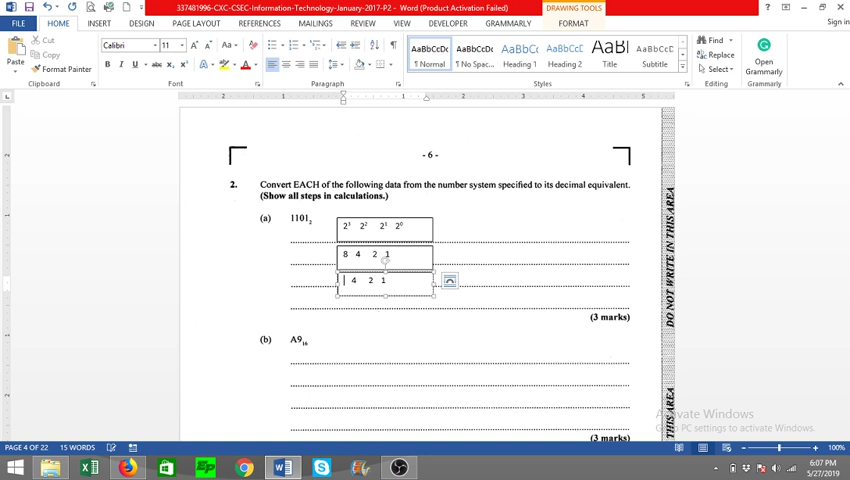 337481996-CXC-CSEC-Information-Technology-January-2017-P2 - Word (Product Activation Failed)
DRAWING TOOLS
FILE HOME INSERT DESIGN PAGE LAYOUT REFERENCES MAILINGS REVIEW VIEW DEVELOPER GRAMMARLY FORMAT Sign in
Paste
Cut
Copy
Format Painter
Clipboard
Calibri 11
Font
Paragraph
AaBbCcDc ¶ Normal
AaBbCcDc ¶ No Spac...
AaBbCc Heading 1
AaBbCcD Heading 2
AaBl Title
AaBbCcD Subtitle
Styles
Find
Replace
Select
Editing
Open Grammarly
Grammarly
- 6 -
2. Convert EACH of the following data from the number system specified to its decimal equivalent.
(Show all steps in calculations.)
(a) 1101₂
2³ 2² 2¹ 2⁰
8 4 2 1
4 2 1
(3 marks)
(b) A9₁₆
(3 marks)
DO NOT WRITE IN THIS AREA
THIS AREA
Activate Windows
Go to PC settings to activate Windows.
PAGE 4 OF 22 15 WORDS
100%
6:07 PM
5/27/2019